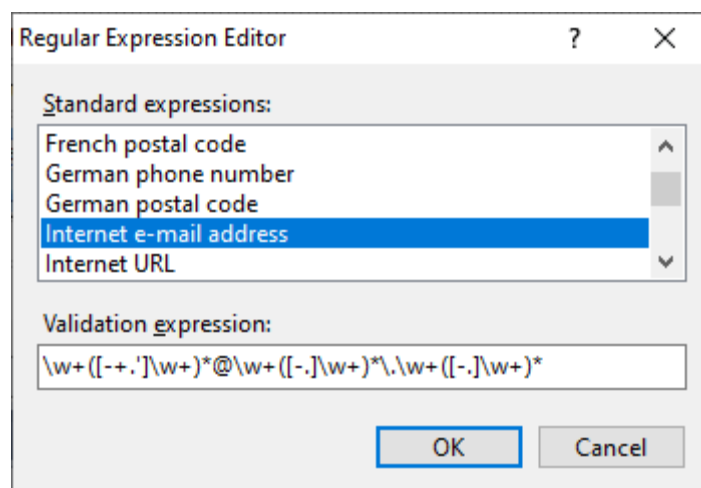 Regular Expression Editor ?
Standard expressions:
French postal code
German phone number
German postal code
Internet e-mail address
Internet URL
Validation expression:
\w+([-+.']\w+)*@\w+([-.]\w+)*\.\w+([-.]\w+)*
OK Cancel